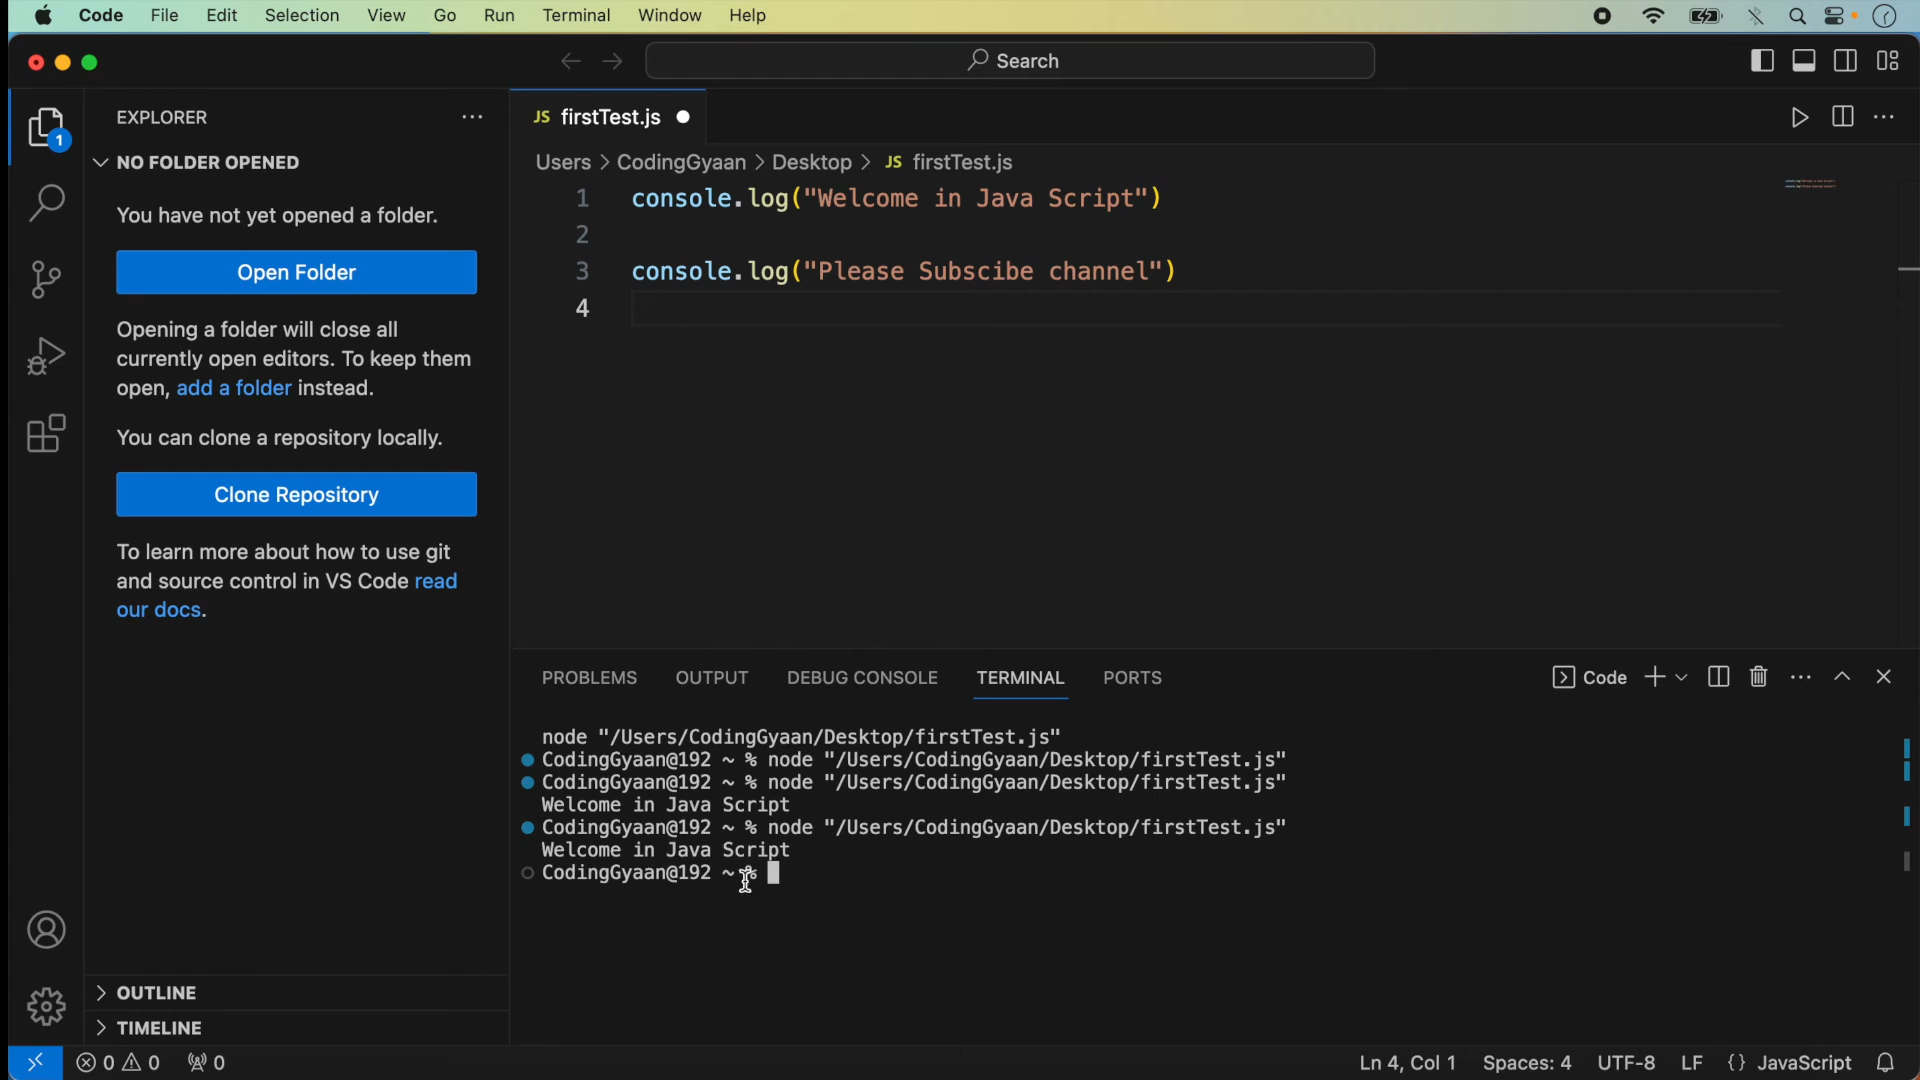 Code File Edit Selection View Go Run Terminal Window Help
Search
EXPLORER
JS firstTest.js
NO FOLDER OPENED
Users > CodingGyaan > Desktop > JS firstTest.js
You have not yet opened a folder.
Open Folder
Opening a folder will close all
currently open editors. To keep them
open, add a folder instead.
You can clone a repository locally.
Clone Repository
To learn more about how to use git
and source control in VS Code read
our docs.
OUTLINE
TIMELINE
1 console.log("Welcome in Java Script")
2
3 console.log("Please Subscibe channel")
4
PROBLEMS OUTPUT DEBUG CONSOLE TERMINAL PORTS
Code
node "/Users/CodingGyaan/Desktop/firstTest.js"
CodingGyaan@192 ~ % node "/Users/CodingGyaan/Desktop/firstTest.js"
CodingGyaan@192 ~ % node "/Users/CodingGyaan/Desktop/firstTest.js"
Welcome in Java Script
CodingGyaan@192 ~ % node "/Users/CodingGyaan/Desktop/firstTest.js"
Welcome in Java Script
CodingGyaan@192 ~ %
1
0 0 0
Ln 4, Col 1 Spaces: 4 UTF-8 LF {} JavaScript